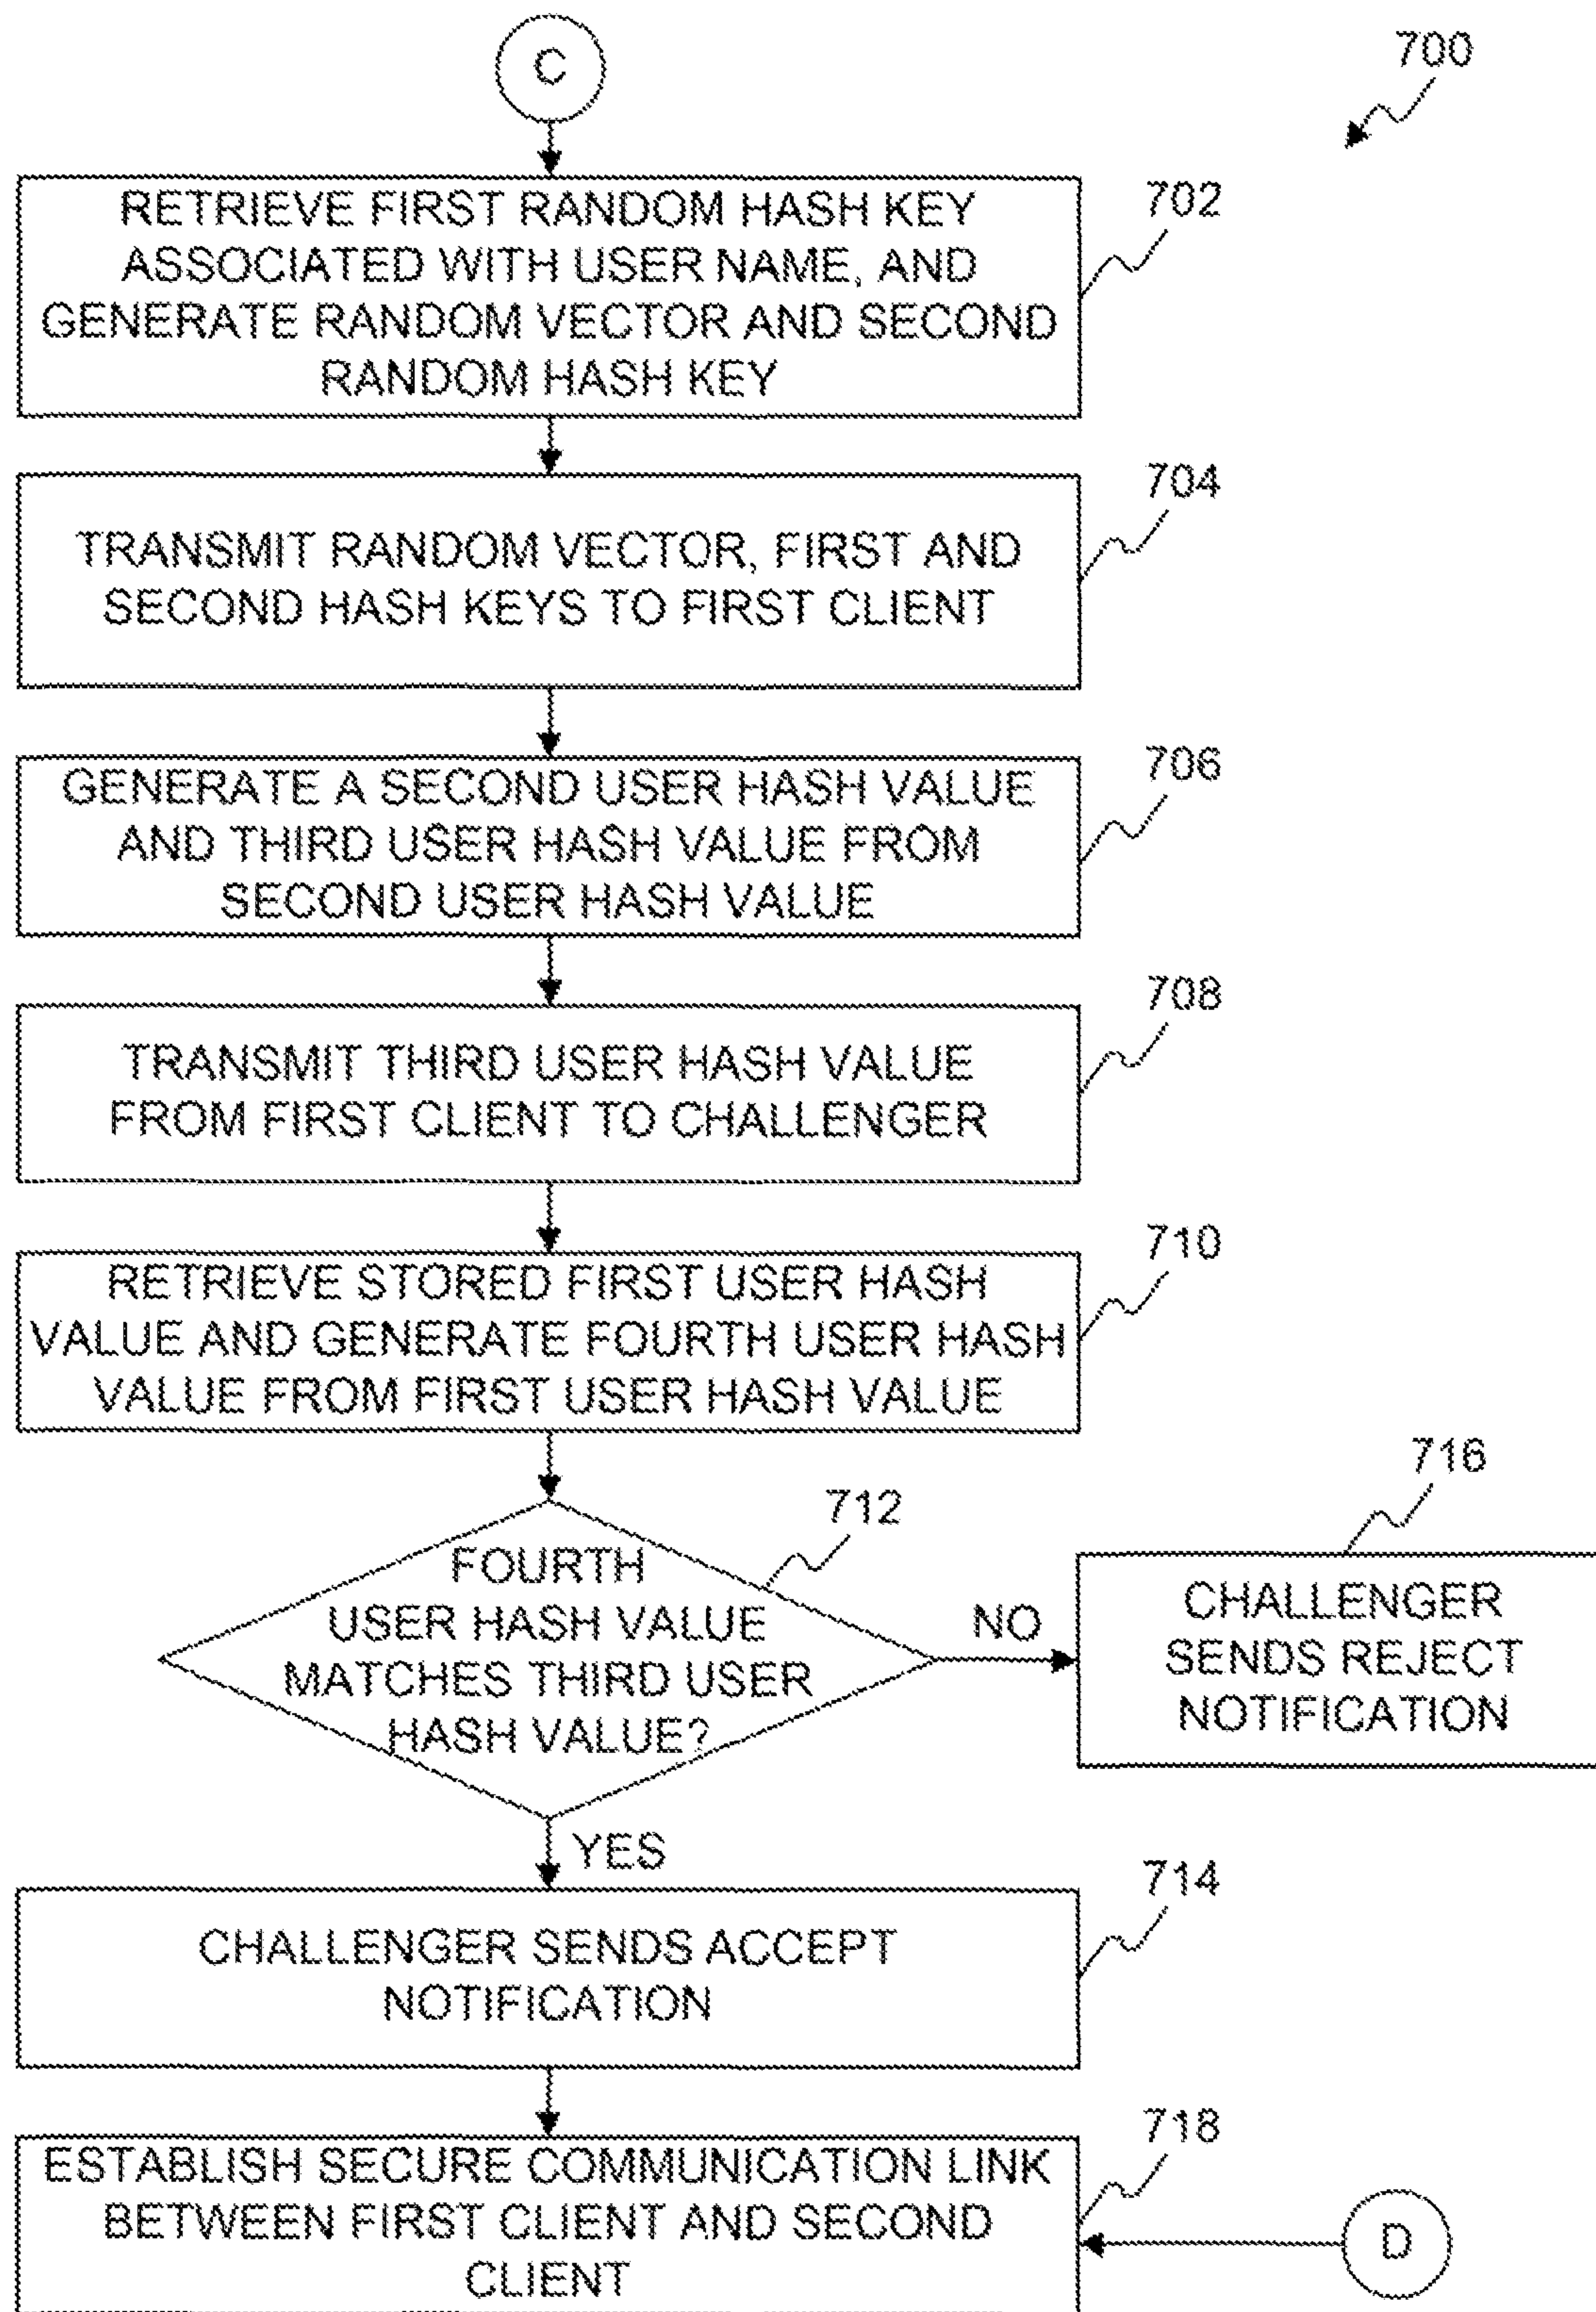 C
700
RETRIEVE FIRST RANDOM HASH KEY
ASSOCIATED WITH USER NAME, AND
GENERATE RANDOM VECTOR AND SECOND
RANDOM HASH KEY
702
TRANSMIT RANDOM VECTOR, FIRST AND
SECOND HASH KEYS TO FIRST CLIENT
704
GENERATE A SECOND USER HASH VALUE
AND THIRD USER HASH VALUE FROM
SECOND USER HASH VALUE
706
TRANSMIT THIRD USER HASH VALUE
FROM FIRST CLIENT TO CHALLENGER
708
RETRIEVE STORED FIRST USER HASH
VALUE AND GENERATE FOURTH USER HASH
VALUE FROM FIRST USER HASH VALUE
710
FOURTH
USER HASH VALUE
MATCHES THIRD USER
HASH VALUE?
712
NO
CHALLENGER
SENDS REJECT
NOTIFICATION
716
YES
CHALLENGER SENDS ACCEPT
NOTIFICATION
714
ESTABLISH SECURE COMMUNICATION LINK
BETWEEN FIRST CLIENT AND SECOND
CLIENT
718
D